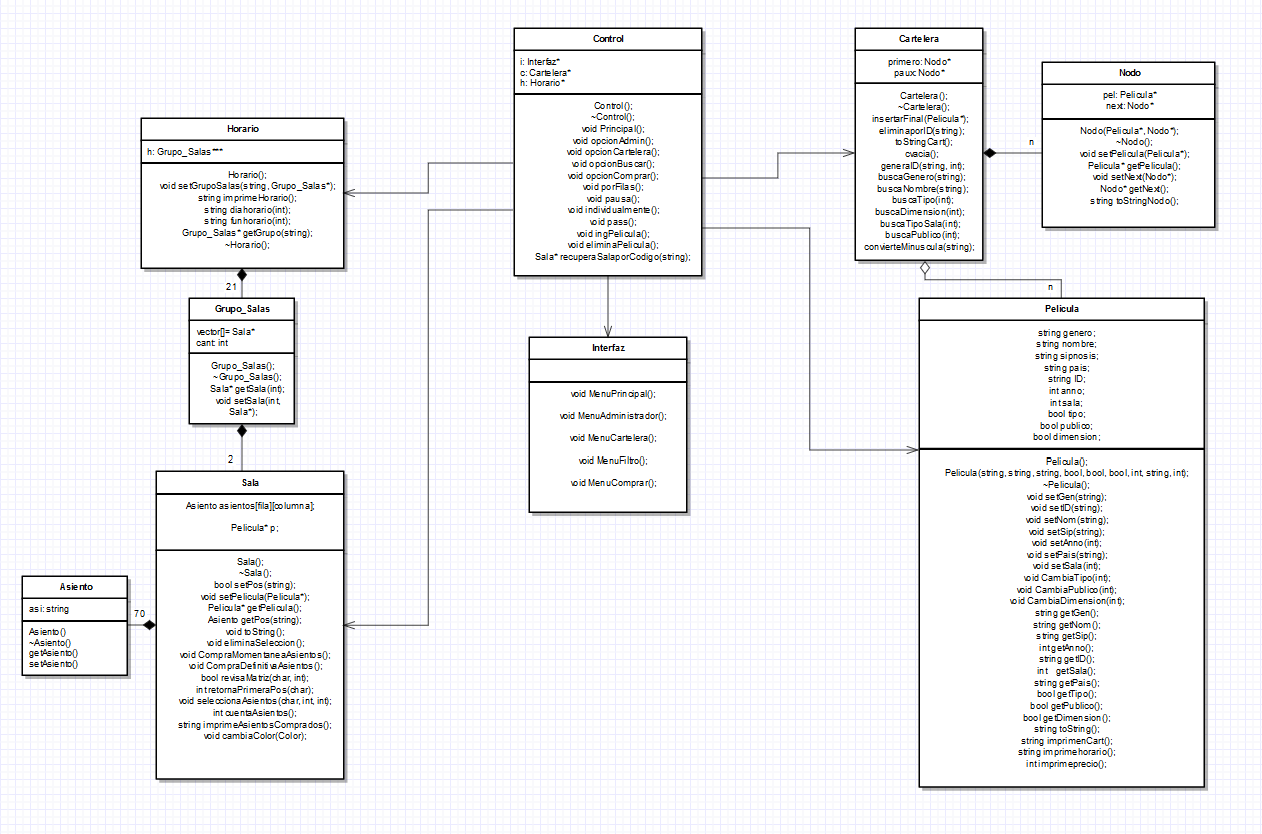 Control
i: Interfaz*
c: Cartelera*
h: Horario*
Control();
~Control();
void Principal();
void opcionAdmin();
void opcionCartelera();
void opcionBuscar();
void opcionComprar();
void porFilas();
void pausa();
void individualmente();
void pass();
void ingPelicula();
void eliminaPelicula();
Sala* recuperaSalaporCodigo(string);
Cartelera
primero: Nodo*
paux: Nodo*
Cartelera();
~Cartelera();
insertarFinal(Pelicula*);
eliminaporID(string);
toStringCart();
cvacia();
generaID(string, int);
buscaGenero(string);
buscaNombre(string);
buscaTipo(int);
buscaDimension(int);
buscaTipoSala(int);
buscaPublico(int);
convierteMinuscula(string);
n
Nodo
pel: Pelicula*
next: Nodo*
Nodo(Pelicula*, Nodo*);
~Nodo();
void setPelicula(Pelicula*);
Pelicula* getPelicula();
void setNext(Nodo*);
Nodo* getNext();
string toStringNodo();
Horario
h: Grupo_Salas***
Horario();
void setGrupoSalas(string, Grupo_Salas*);
string imprimeHorario();
string diahorario(int);
string funhorario(int);
Grupo_Salas* getGrupo(string);
~Horario();
21
Grupo_Salas
vector[]= Sala*
cant: int
Grupo_Salas();
~Grupo_Salas();
Sala* getSala(int);
void setSala(int,
Sala*);
2
Interfaz
void MenuPrincipal();
void MenuAdministrador();
void MenuCartelera();
void MenuFiltro();
void MenuComprar();
n
Pelicula
string genero;
string nombre;
string sipnosis;
string pais;
string ID;
int anno;
int sala;
bool tipo;
bool publico;
bool dimension;
Pelicula();
Pelicula(string, string, string, bool, bool, bool, int, string, int);
~Pelicula();
void setGen(string);
void setID(string);
void setNom(string);
void setSip(string);
void setAnno(int);
void setPais(string);
void setSala(int);
void CambiaTipo(int);
void CambiaPublico(int);
void CambiaDimension(int);
string getGen();
string getNom();
string getSip();
int getAnno();
string getID();
int getSala();
string getPais();
bool getTipo();
bool getPublico();
bool getDimension();
string toString();
string imprimenCart();
string imprimehorario();
int imprimeprecio();
Sala
Asiento asientos[fila][columna];
Pelicula* p;
Sala();
~Sala();
bool setPos(string);
void setPelicula(Pelicula*);
Pelicula* getPelicula();
Asiento getPos(string);
void toString();
void eliminaSeleccion();
void CompraMomentaneaAsientos();
void CompraDefinitivaAsientos();
bool revisaMatriz(char, int);
int retornaPrimeraPos(char);
void seleccionaAsientos(char, int, int);
int cuentaAsientos();
string imprimeAsientosComprados();
void cambiaColor(Color);
70
Asiento
asi: string
Asiento()
~Asiento()
getAsiento()
setAsiento()